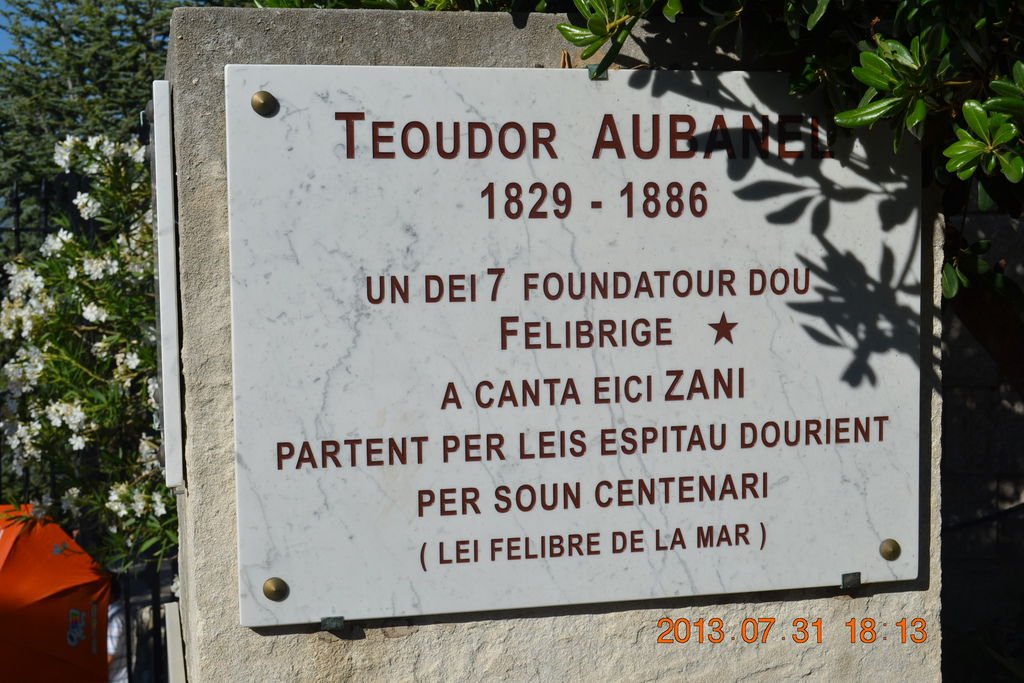 TEOUDOR AUBANEL
1829 - 1886
UN DEI 7 FOUNDATOUR DOU
FELIBRIGE ★
A CANTA EICI ZANI
PARTENT PER LEIS ESPITAU DOURIENT
PER SOUN CENTENARI
( LEI FELIBRE DE LA MAR )
2013.07.31 18:13